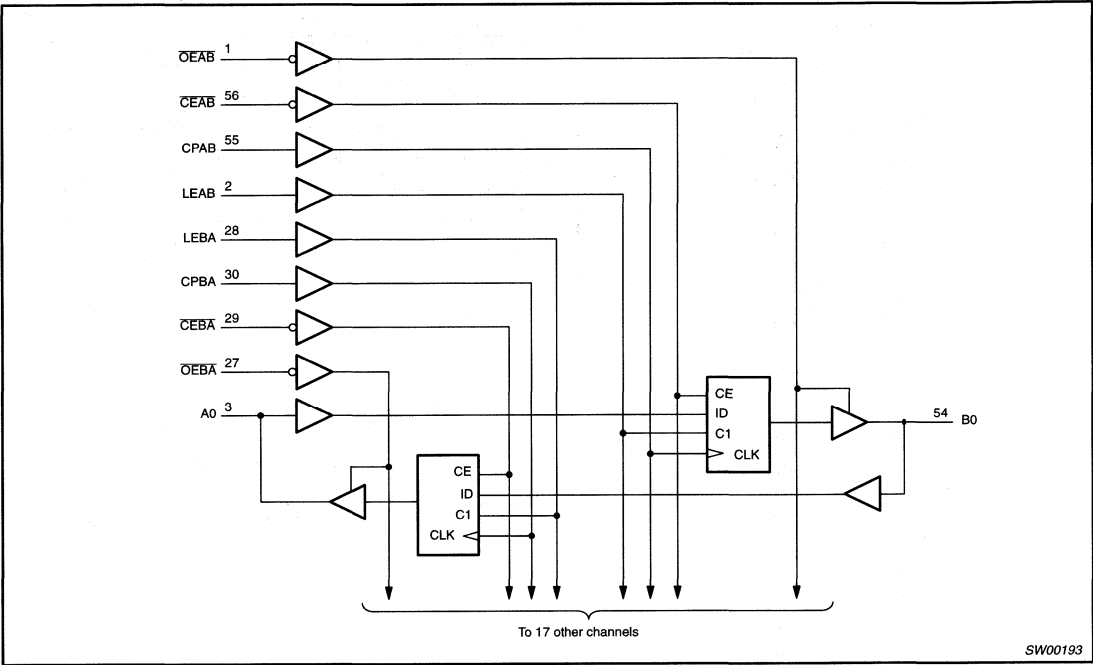 OEAB 1
CEAB 56
CPAB 55
LEAB 2
LEBA 28
CPBA 30
CEBA 29
OEBA 27
A0 3
CE
ID
C1
CLK
54 B0
CE
ID
C1
CLK
To 17 other channels
SW00193